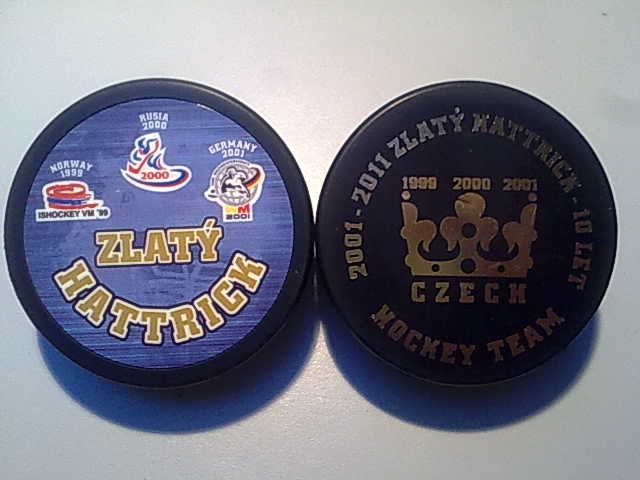 RUSIA
2000
NORWAY
1999
GERMANY
2001
2000
ISHOCKEY VM '99
WM
2001
ZLATÝ
HATTRICK
2001 - 2011 ZLATÝ HATTRICK - 10 LET
1999 2000 2001
CZECH
HOCKEY TEAM